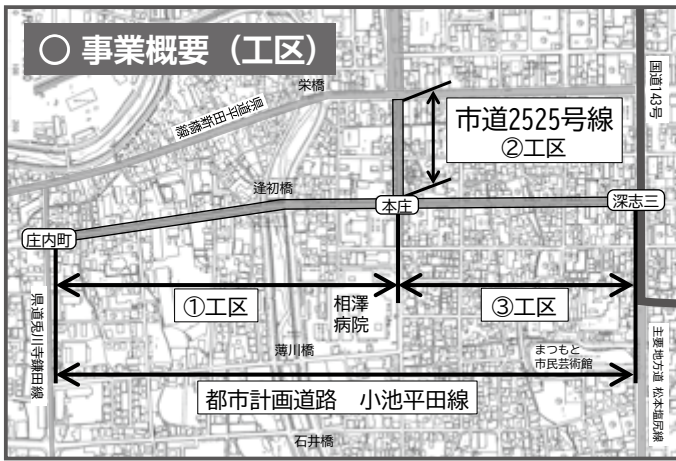 ○ 事業概要（工区）
栄橋
国道143号
県道平田新橋線
市道2525号線
②工区
逢初橋
本庄
深志三
庄内町
①工区
相澤
病院
③工区
県道兎川寺鎌田線
薄川橋
まつもと
市民芸術館
主要地方道 松本塩尻線
都市計画道路　小池平田線
石井橋